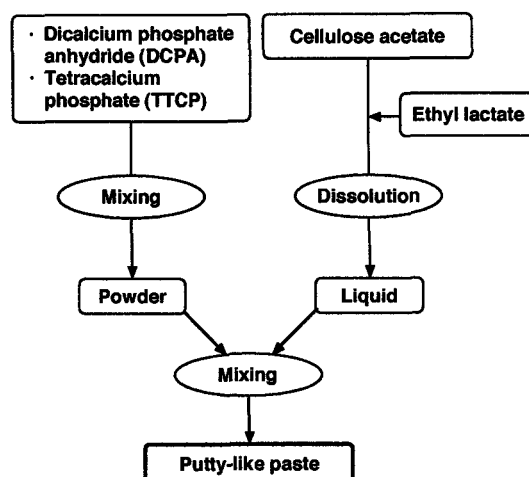 · Dicalcium phosphate
anhydride (DCPA)
· Tetracalcium
phosphate (TTCP)
Cellulose acetate
Ethyl lactate
Mixing
Dissolution
Powder
Liquid
Mixing
Putty-like paste